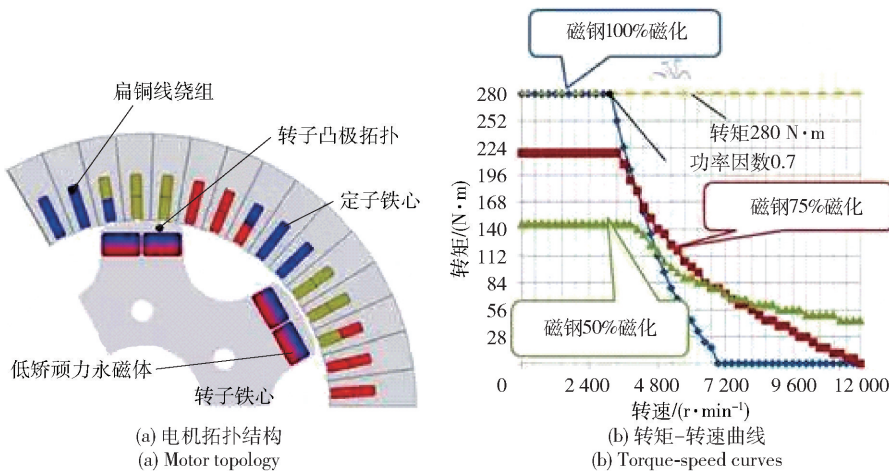 扁铜线绕组
转子凸极拓扑
定子铁心
低矫顽力永磁体
转子铁心
(a) 电机拓扑结构
(a) Motor topology
磁钢100%磁化
转矩280 N·m
功率因数0.7
磁钢75%磁化
磁钢50%磁化
转矩/(N·m)
280
252
224
196
168
140
112
84
56
28
0 2 400 4 800 7 200 9 600 12 000
转速/(r·min⁻¹)
(b) 转矩-转速曲线
(b) Torque-speed curves